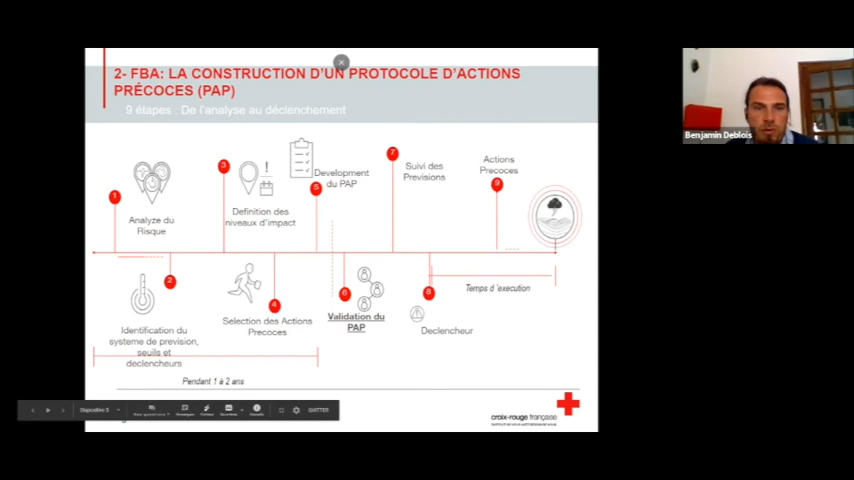 2- FBA: LA CONSTRUCTION D'UN PROTOCOLE D'ACTIONS
PRÉCOCES (PAP)
9 étapes : De l'analyse au déclenchement
Benjamin Deblois
1
Analyze du
Risque
2
Identification du
systeme de prevision,
seuils et
declencheurs
3
Definition des
niveaux d'impact
4
Selection des Actions
Precoces
5
Development
du PAP
6
Validation du
PAP
7
Suivi des
Previsions
8
Declencheur
9
Actions
Precoces
Temps d 'execution
Pendant 1 à 2 ans
Diapositive 5
QUITTER
croix-rouge française